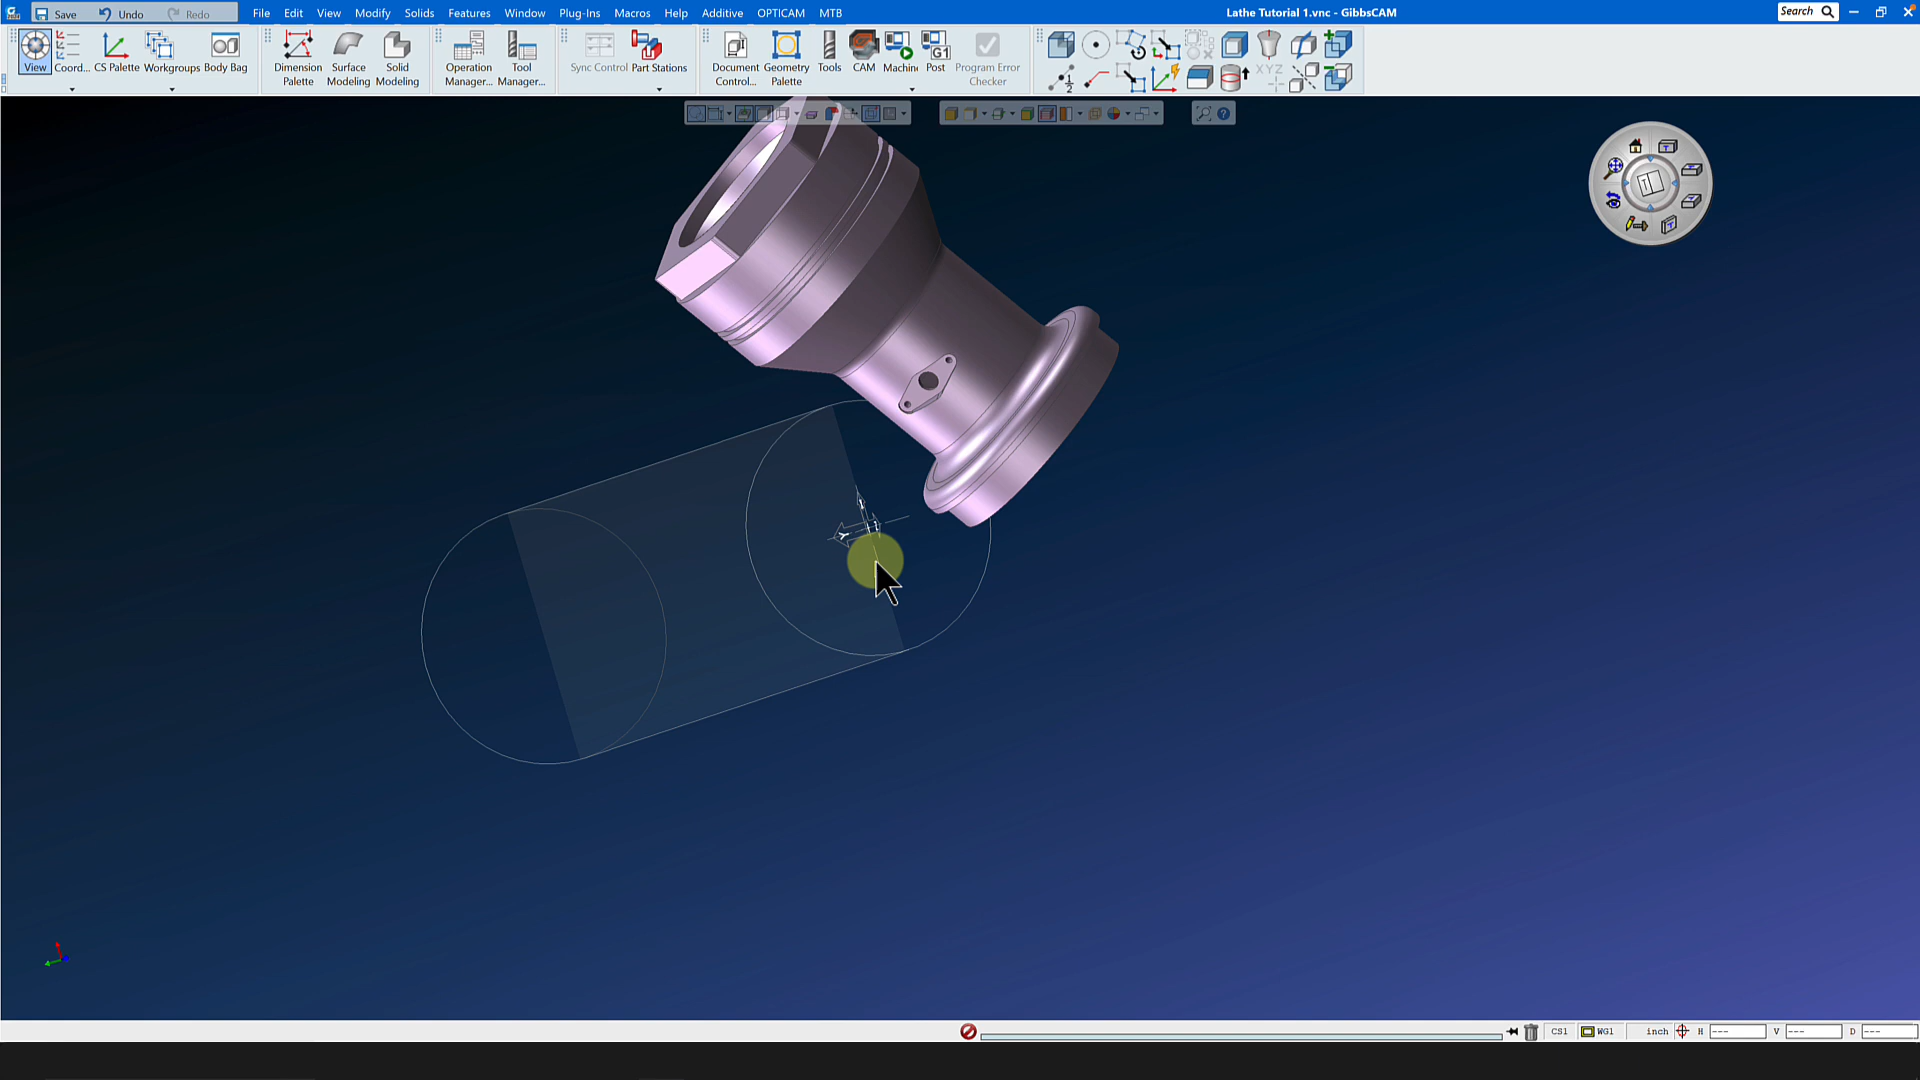 Save Undo Redo File Edit View Modify Solids Features Window Plug-Ins Macros Help Additive OPTICAM MTB
Lathe Tutorial 1.vnc - GibbsCAM
Search
View Coord... CS Palette Workgroups Body Bag
Dimension Palette
Surface Modeling
Solid Modeling
Operation Manager...
Tool Manager...
Sync Control Part Stations
Document Control...
Geometry Palette
Tools CAM Machine Post
Program Error Checker
G1
XYZ
CS1 WG1 inch H --- V --- D ---